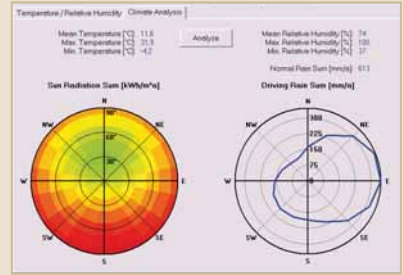 Temperature / Relative Humidity Climate Analysis
Mean Temperature [°C]: 11,6
Max. Temperature [°C]: 31,9
Min. Temperature [°C]: -4,2
Analyze
Mean Relative Humidity [%]: 74
Max. Relative Humidity [%]: 100
Min. Relative Humidity [%]: 37
Normal Rain Sum [mm/a]: 613
Sun Radiation Sum [kWh/m²a]
N
NW 90° NE
60°
30°
W E
SW SE
S
Driving Rain Sum [mm/a]
N
NW 300 NE
225
150
75
0
W E
SW SE
S